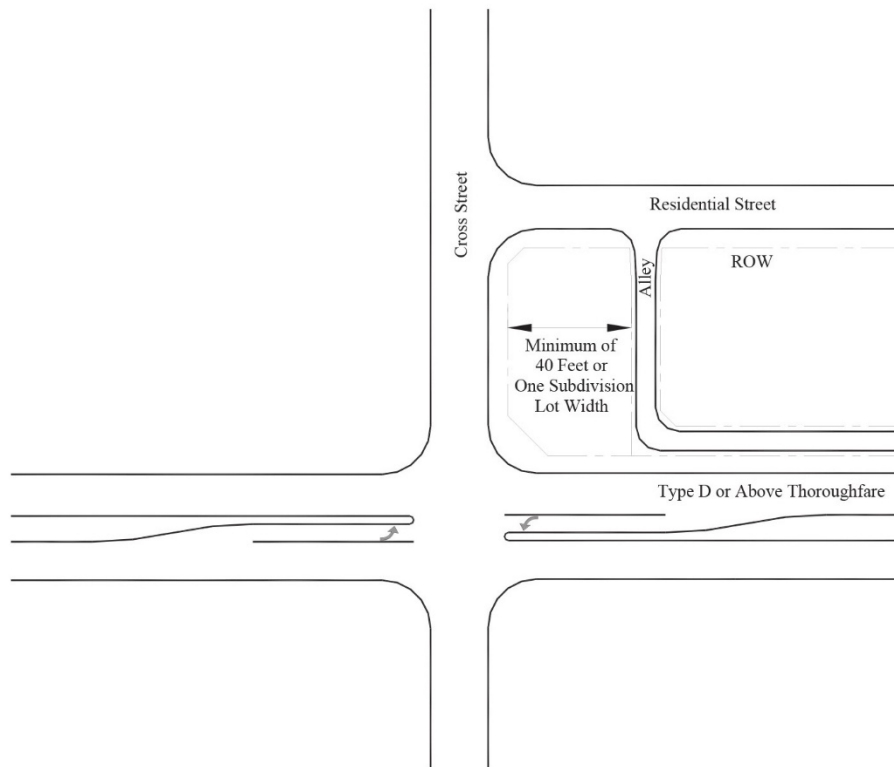 Cross Street
Residential Street
Alley
ROW
Minimum of
40 Feet or
One Subdivision
Lot Width
Type D or Above Thoroughfare